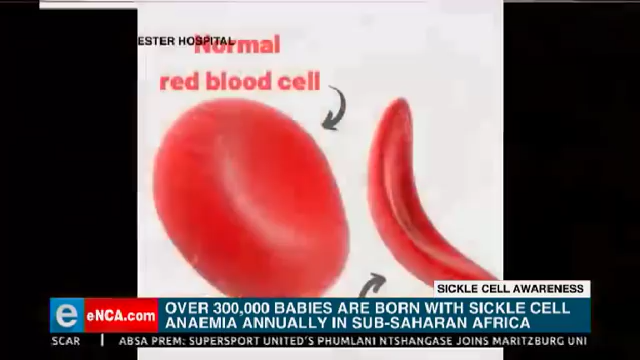 ESTER HOSPITAL
Normal
red blood cell
SICKLE CELL AWARENESS
e eNCA.com
OVER 300,000 BABIES ARE BORN WITH SICKLE CELL
ANAEMIA ANNUALLY IN SUB-SAHARAN AFRICA
SCAR ABSA PREM: SUPERSPORT UNITED'S PHUMLANI NTSHANGASE JOINS MARITZBURG UNI